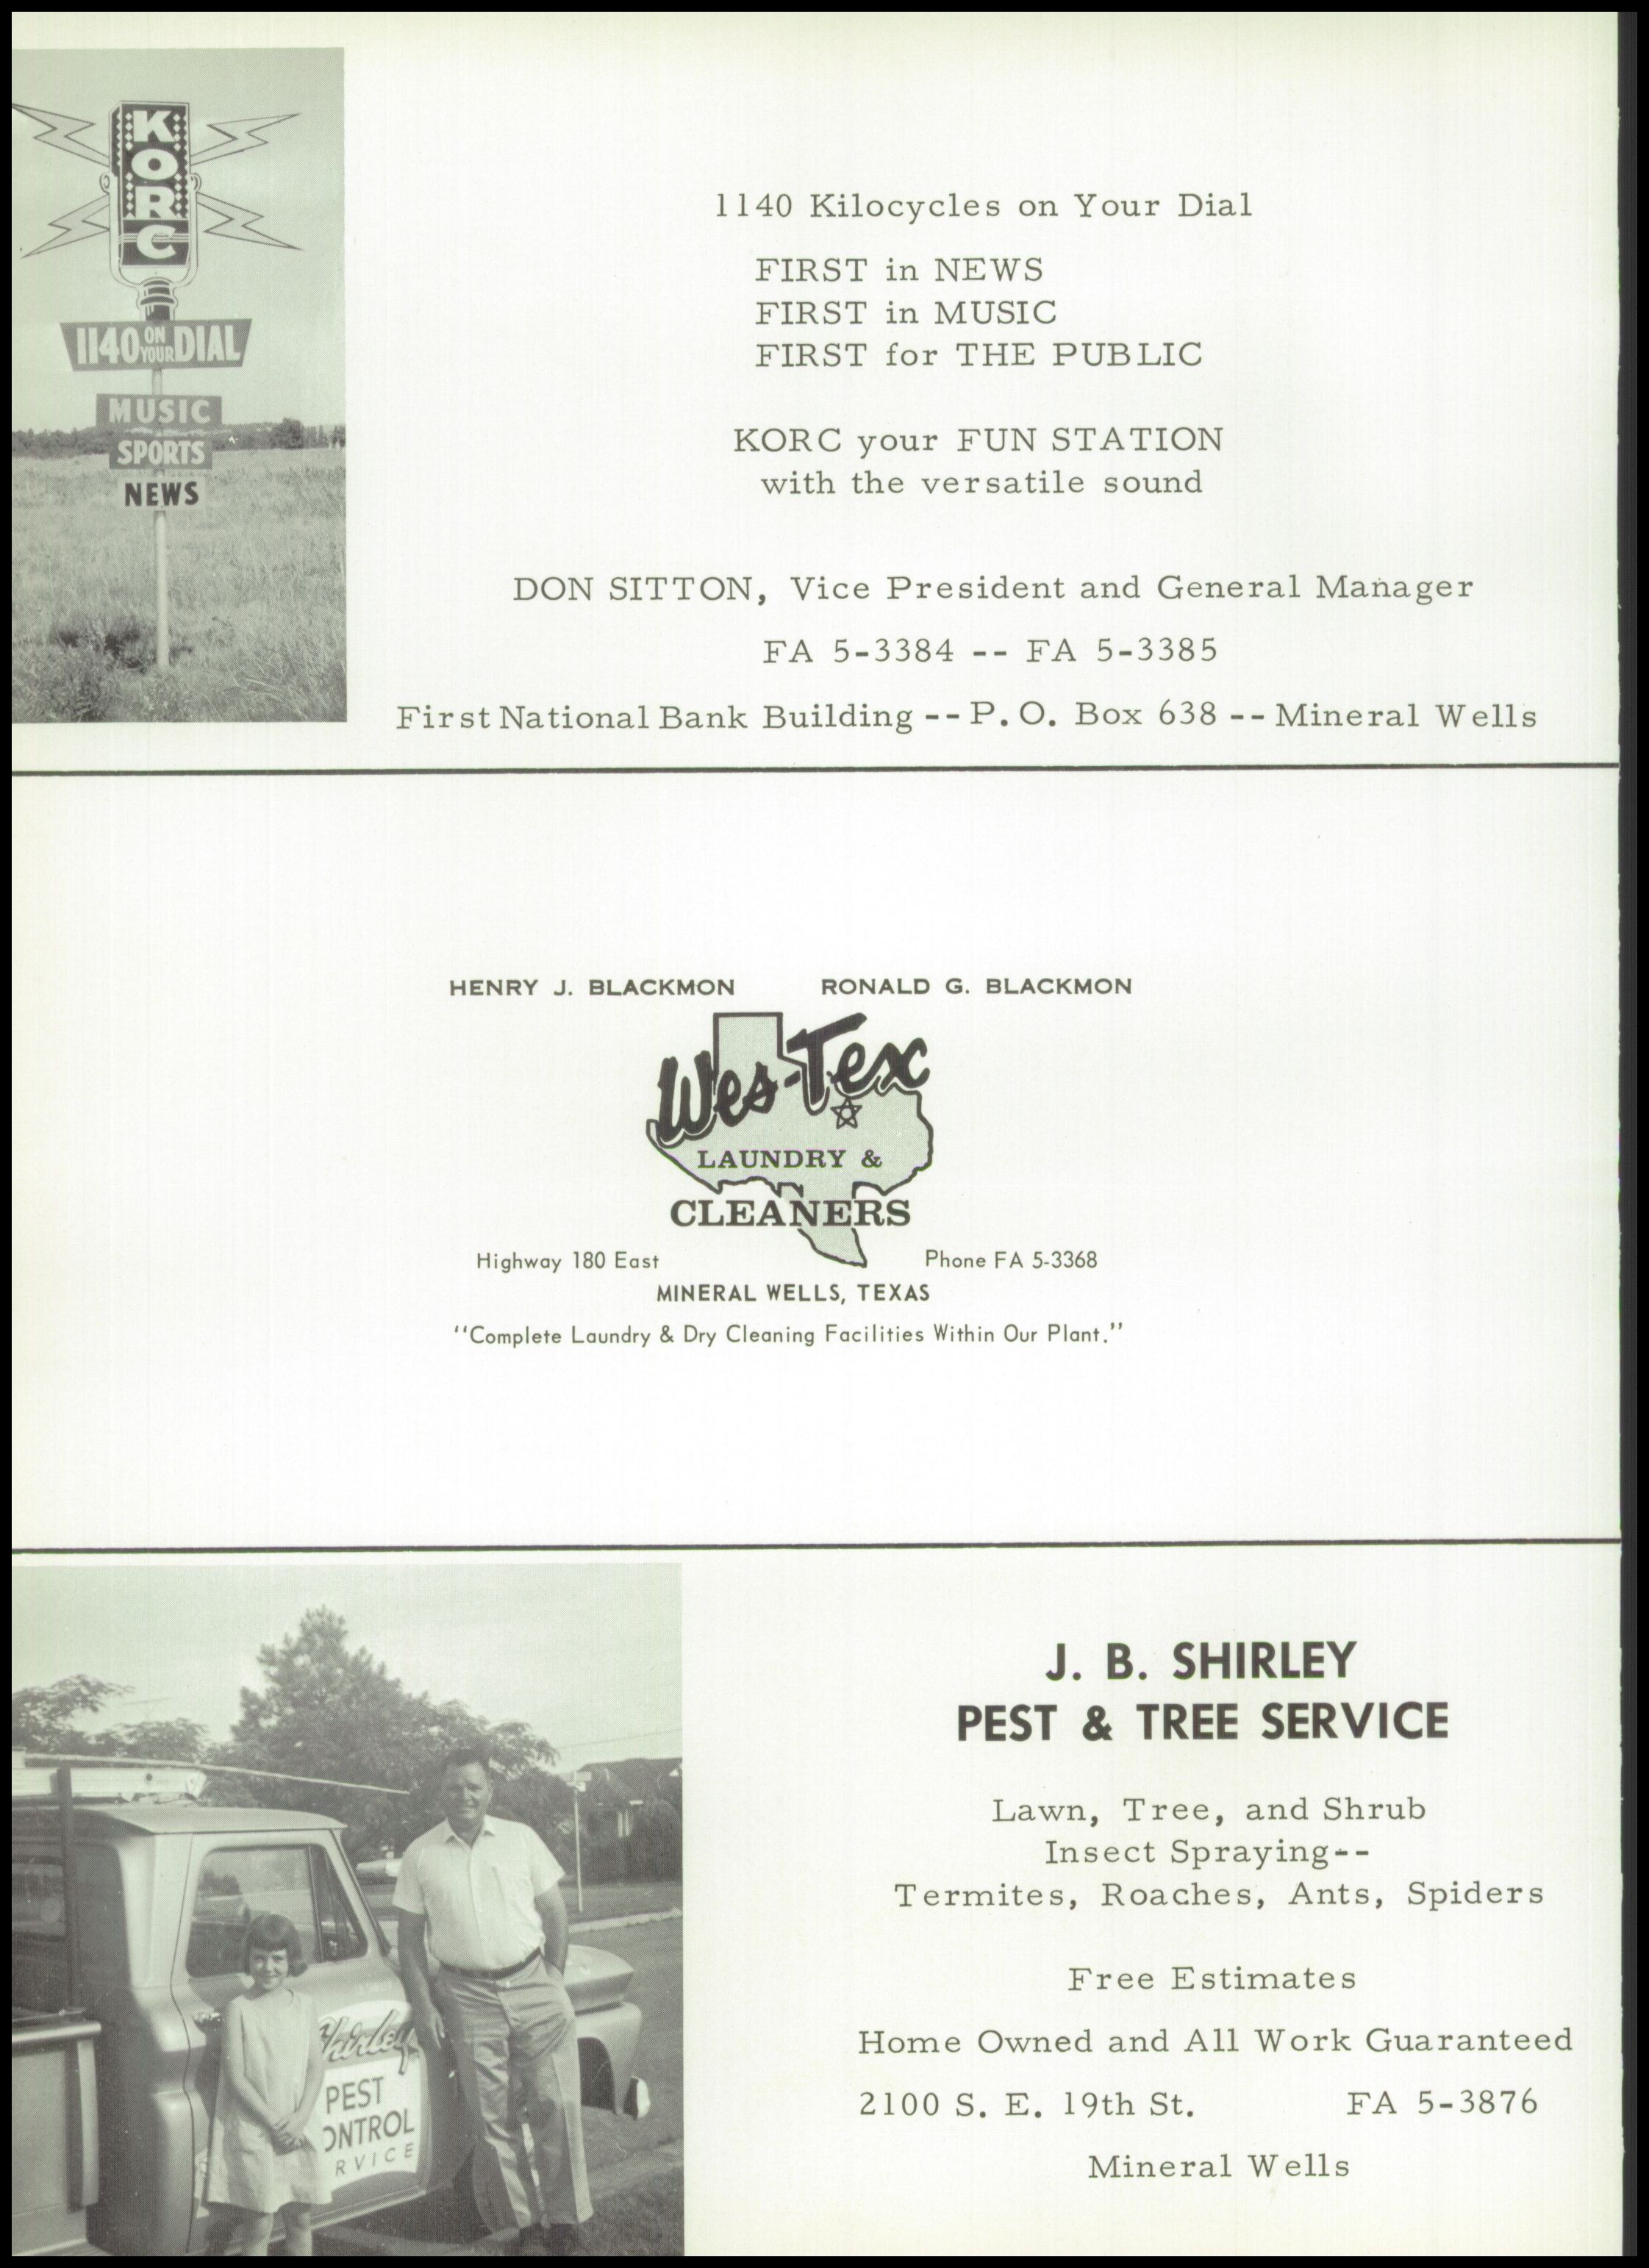 KORC
1140 ON YOUR DIAL
MUSIC
SPORTS
NEWS
1140 Kilocycles on Your Dial
FIRST in NEWS
FIRST in MUSIC
FIRST for THE PUBLIC
KORC your FUN STATION
with the versatile sound
DON SITTON, Vice President and General Manager
FA 5-3384 -- FA 5-3385
First National Bank Building -- P. O. Box 638 -- Mineral Wells
HENRY J. BLACKMON RONALD G. BLACKMON
Wes-Tex
LAUNDRY &
CLEANERS
Highway 180 East Phone FA 5-3368
MINERAL WELLS, TEXAS
"Complete Laundry & Dry Cleaning Facilities Within Our Plant."
Shirley
PEST
ONTROL
RVICE
J. B. SHIRLEY
PEST & TREE SERVICE
Lawn, Tree, and Shrub
Insect Spraying--
Termites, Roaches, Ants, Spiders
Free Estimates
Home Owned and All Work Guaranteed
2100 S. E. 19th St. FA 5-3876
Mineral Wells